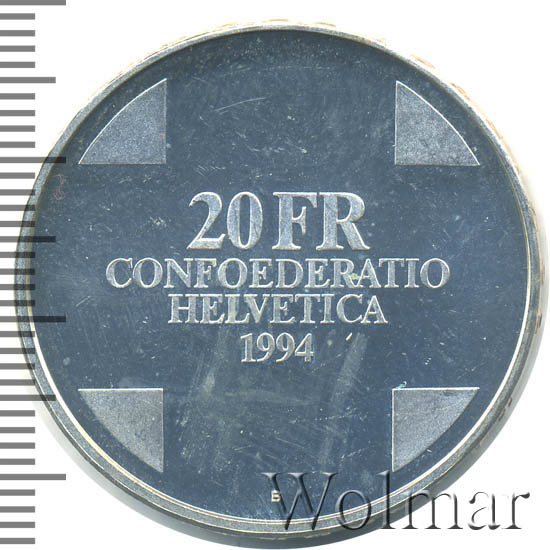 20 FR
CONFOEDERATIO
HELVETICA
1994
B
Wolmar